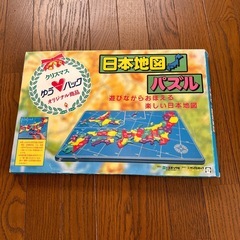 クリスマス
ゆうパック
オリジナル商品
日本地図
パズル
遊びながらおぼえる
楽しい日本地図